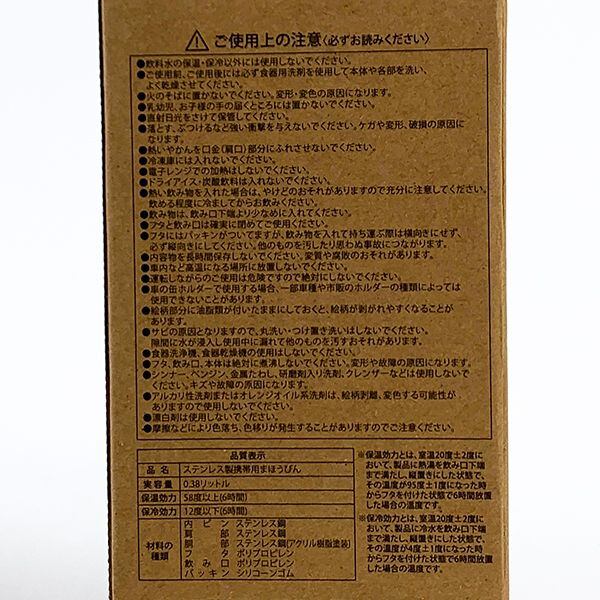 ご使用上の注意〈必ずお読みください〉
●飲料水の保温・保冷以外には使用しないでください。
●ご使用前、ご使用後には必ず食器用洗剤を使用して本体や各部を洗い、
よく乾燥させてください。
●火のそばに置かないでください。変形・変色の原因になります。
●乳幼児、お子様の手の届くところには置かないでください。
●直射日光をさけて保管してください。
●落とす、ぶつけるなど強い衝撃を与えないでください。ケガや変形、破損の原因に
なります。
●熱いやかんを口金(肩口)部分にふれさせないでください。
●冷凍庫には入れないでください。
●電子レンジでの加熱はしないでください。
●ドライアイス・炭酸飲料は入れないでください。
●熱い飲み物を入れた場合は、やけどのおそれがありますので充分に注意してください。
飲める程度に冷ましてからお飲みください。
●飲み物は、飲み口下端より少なめに入れてください。
●フタと飲み口は確実に閉めてご使用ください。
●フタにはパッキンがついてますが、飲み物を入れて持ち運ぶ際は横向きにせず、
必ず縦向きにしてください。他のものを汚したり思わぬ事故につながります。
●内容物を長時間保存しないでください。変質や腐敗のおそれがあります。
●車内など高温になる場所に放置しないでください。
●運転しながらのご使用は危険ですので絶対にしないでください。
●車の缶ホルダーで使用する場合、一部車種や市販のホルダーの種類によっては
使用できないことがあります。
●絵柄部分に油脂類が付いたままにしておくと、絵柄が剥がれやすくなることが
あります。
●サビの原因となりますので、丸洗い・つけ置き洗いはしないでください。
隙間に水が浸入し使用中に漏れて他のものを汚すおそれがあります。
●食器洗浄機、食器乾燥機の使用はしないでください。
●フタ、飲み口、本体は絶対に煮沸しないでください。変形や故障の原因になります。
●シンナー・ベンジン、金属たわし、研磨剤入り洗剤、クレンザーなどは使用しないで
ください。キズや故障の原因になります。
●アルカリ性洗剤またはオレンジオイル系洗剤は、絵柄剥離、変色する可能性が
ありますので使用しないでください。
●漂白剤は使用しないでください。
●摩擦などにより色落ち、色移りが発生することがありますのでご注意ください。
品質表示
品名 ステンレス製携帯用まほうびん
実容量 0.38リットル
保温効力 58度以上(6時間)
保冷効力 12度以下(6時間)
材料の種類
内ビン ステンレス鋼
肩部 ステンレス鋼
胴部 ステンレス鋼(アクリル樹脂塗装)
フタ ポリプロピレン
飲み口 ポリプロピレン
パッキン シリコーンゴム
※保温効力とは、室温20度±2度に
おいて、製品に熱湯を飲み口下端
まで満たし、縦置きにした状態で、
その温度が95度±1度になった時
からフタを付けた状態で6時間放置
した場合の温度です。
※保冷効力とは、室温20度±2度に
おいて、製品に冷水を飲み口下端
まで満たし、縦置きにした状態で、
その温度が4度±1度になった時
からフタを付けた状態で6時間放置
した場合の温度です。